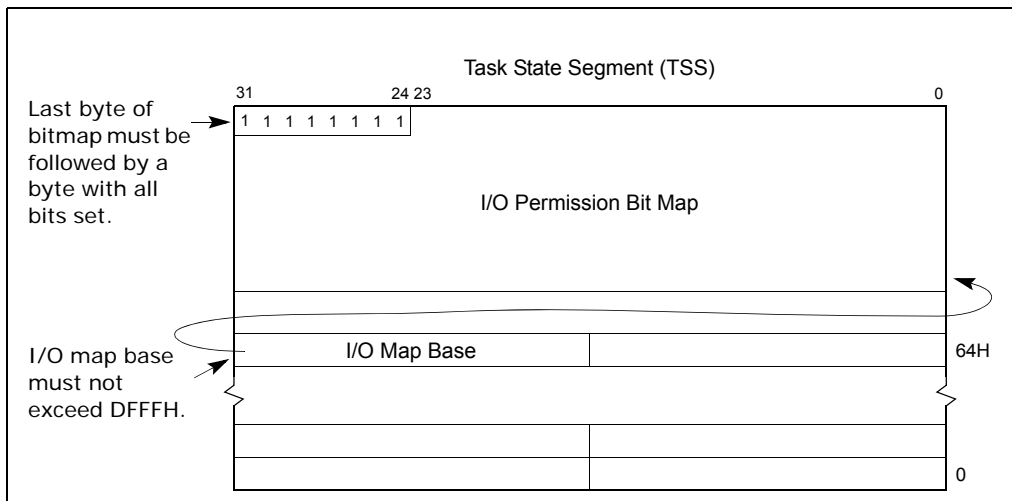 Task State Segment (TSS)
31 24 23 0
Last byte of
bitmap must be
followed by a
byte with all
bits set.
1 1 1 1 1 1 1 1
I/O Permission Bit Map
I/O map base
must not
exceed DFFFH.
I/O Map Base
64H
0